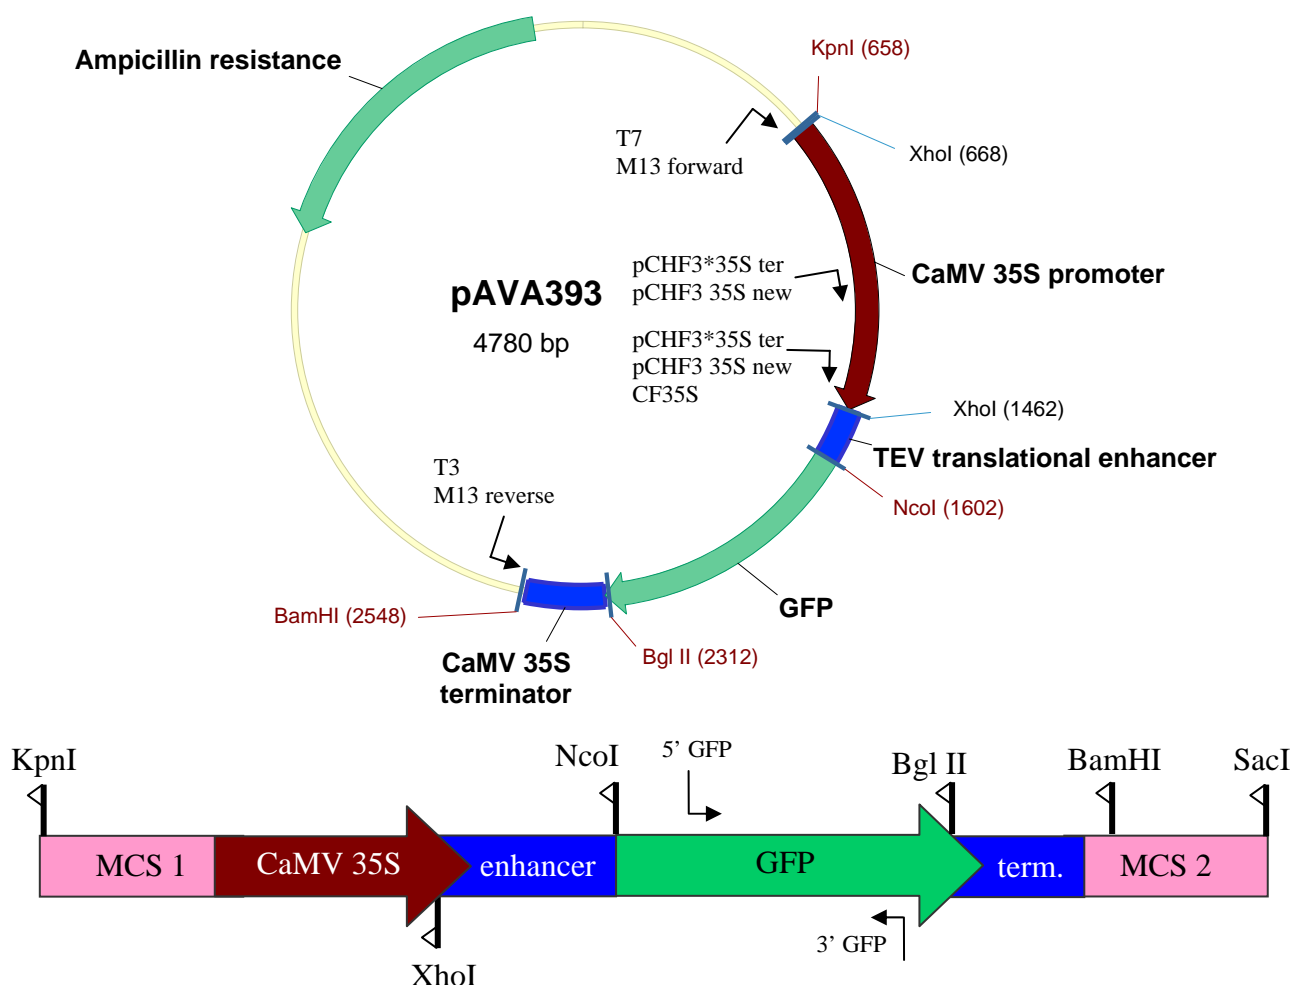 Ampicillin resistance
KpnI (658)
T7
M13 forward
XhoI (668)
pCHF3*35S ter
pCHF3 35S new
CaMV 35S promoter
pAVA393
4780 bp
pCHF3*35S ter
pCHF3 35S new
CF35S
XhoI (1462)
TEV translational enhancer
T3
M13 reverse
NcoI (1602)
GFP
BamHI (2548)
Bgl II (2312)
CaMV 35S
terminator
KpnI
NcoI
5’ GFP
Bgl II
BamHI
SacI
MCS 1
CaMV 35S
enhancer
GFP
term.
MCS 2
3’ GFP
XhoI